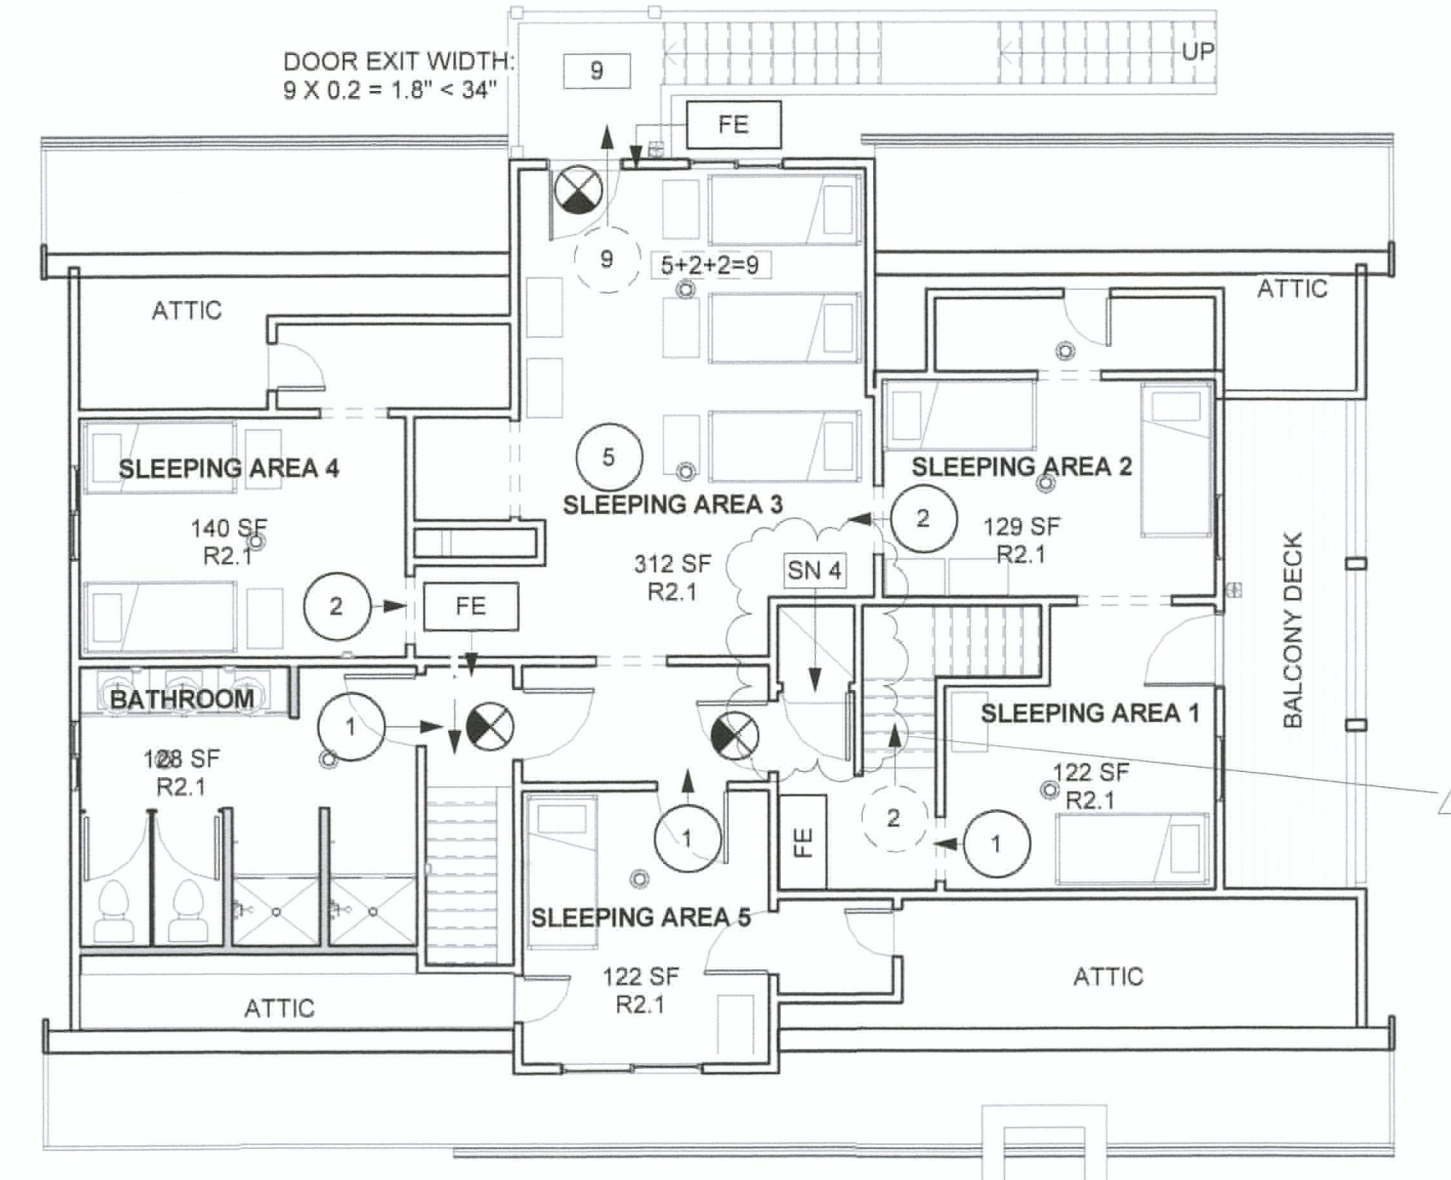 DOOR EXIT WIDTH:
9 X 0.2 = 1.8" < 34"
9
UP
FE
9
5+2+2=9
ATTIC
ATTIC
SLEEPING AREA 4
140 SF
R2.1
5
SLEEPING AREA 3
312 SF
R2.1
SLEEPING AREA 2
129 SF
R2.1
2
2
FE
SN 4
BALCONY DECK
BATHROOM
128 SF
R2.1
1
1
2
FE
SLEEPING AREA 1
122 SF
R2.1
1
SLEEPING AREA 5
122 SF
R2.1
ATTIC
ATTIC